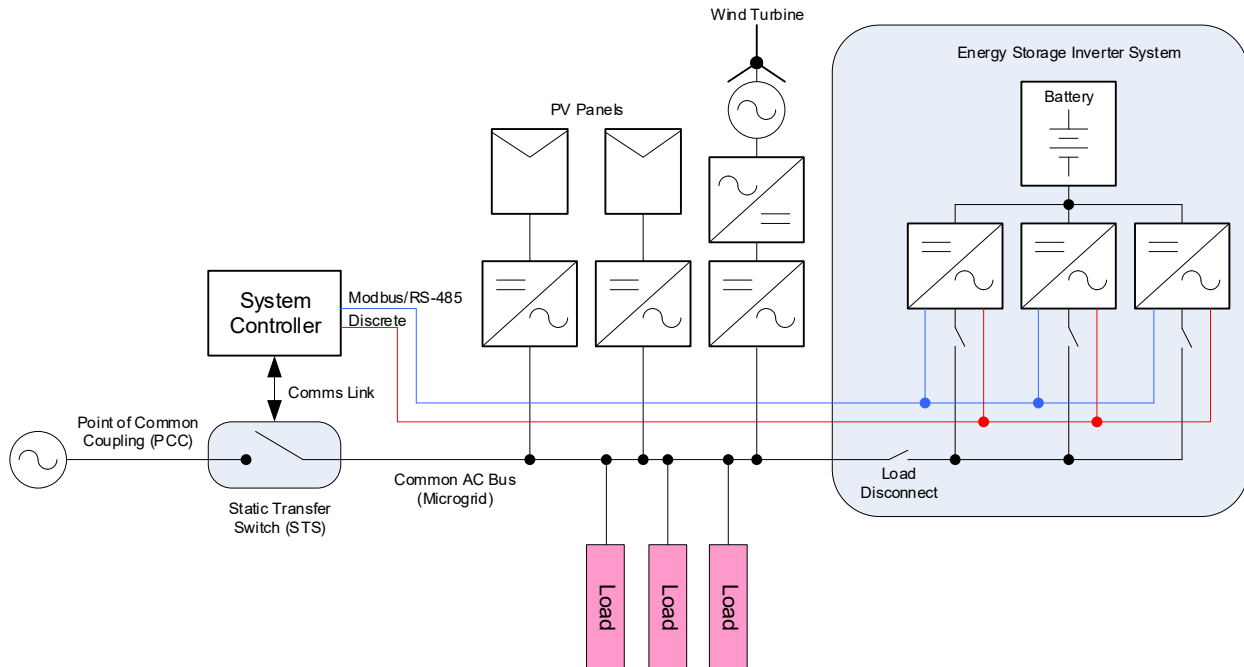 Wind Turbine
Energy Storage Inverter System
Battery
PV Panels
System
Controller
Modbus/RS-485
Discrete
Comms Link
Point of Common
Coupling (PCC)
Static Transfer
Switch (STS)
Common AC Bus
(Microgrid)
Load
Disconnect
Load
Load
Load